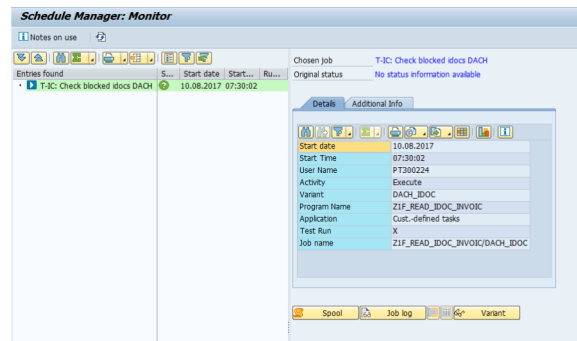 Schedule Manager: Monitor
Notes on use
Entries found S... Start date Start... Ru...
T-IC: Check blocked idocs DACH 10.08.2017 07:30:02
Chosen job T-IC: Check blocked idocs DACH
Original status No status information available
Details Additional Info
Start date 10.08.2017
Start Time 07:30:02
User Name PT300224
Activity Execute
Variant DACH_IDOC
Program Name Z1F_READ_IDOC_INVOIC
Application Cust.-defined tasks
Test Run X
Job name Z1F_READ_IDOC_INVOIC/DACH_IDOC
Spool Job log Variant